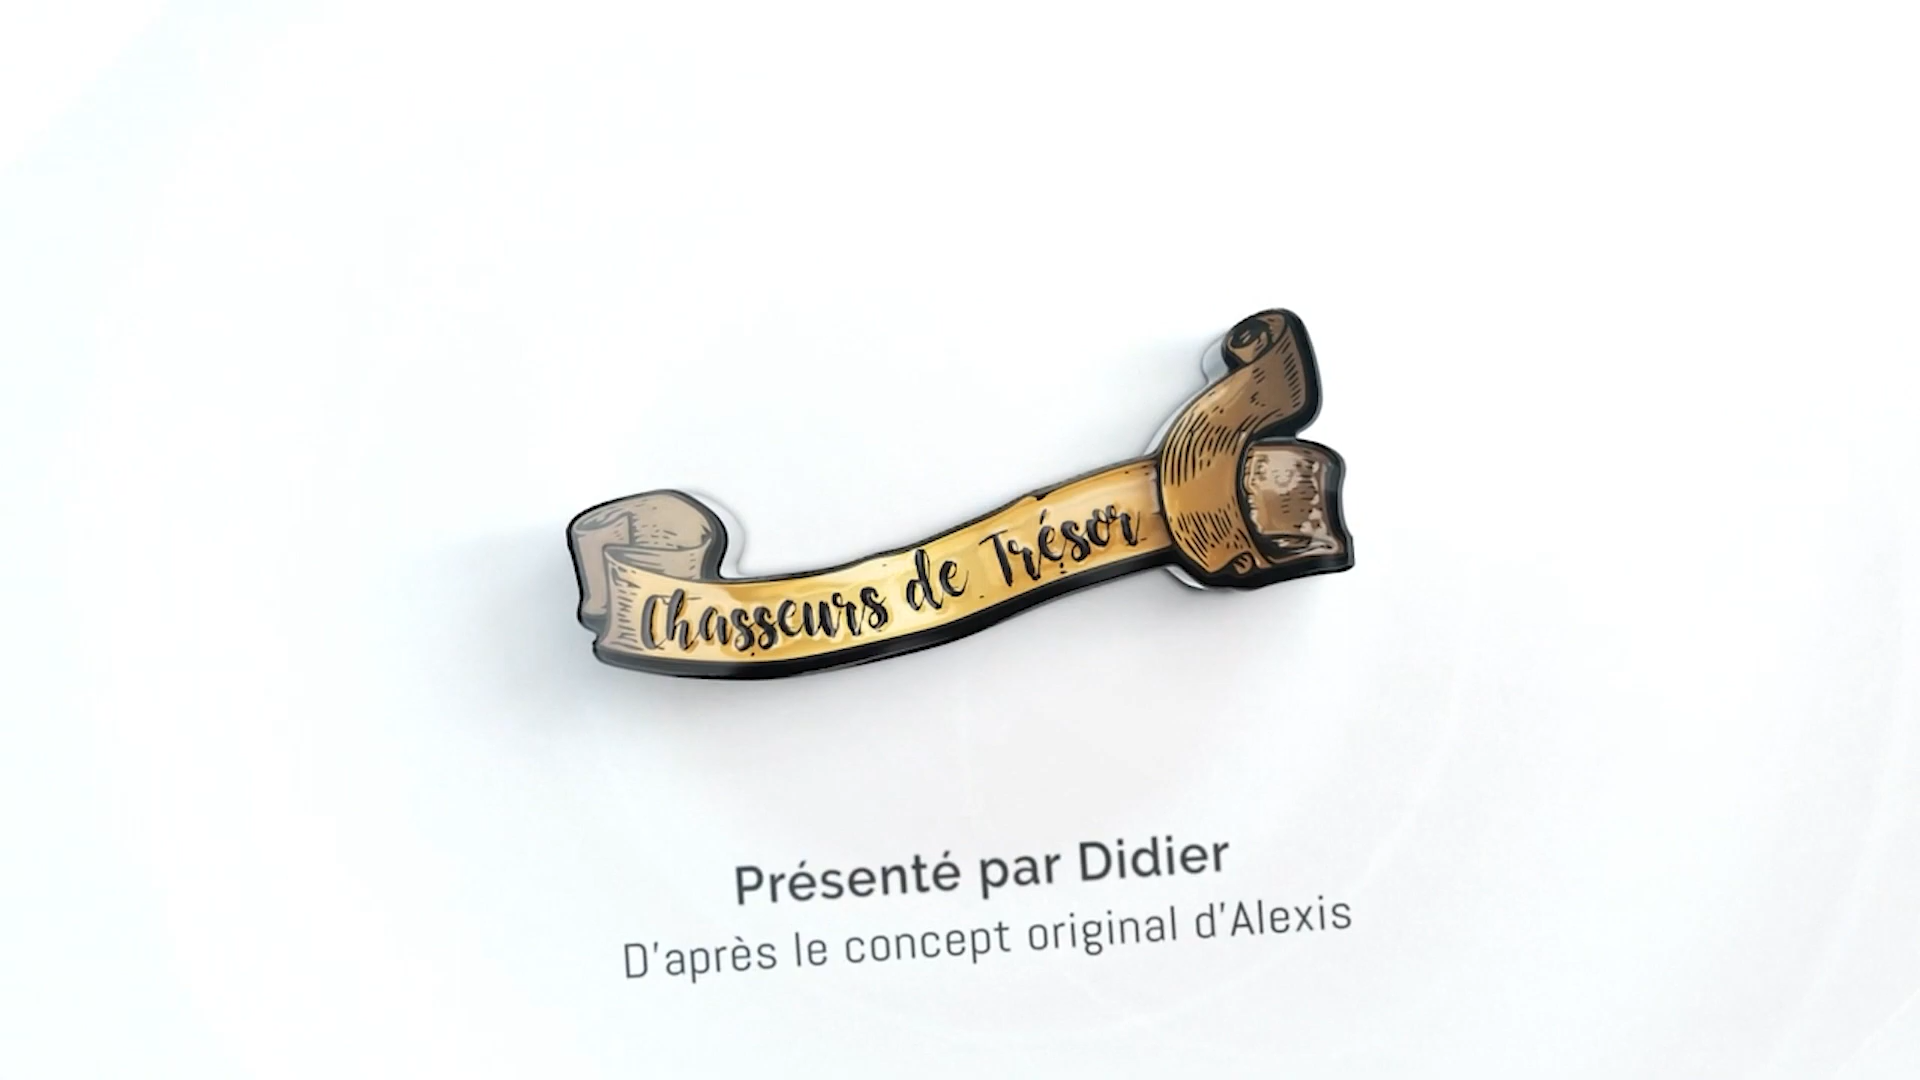 Chasseurs de Trésor
Présenté par Didier
D'après le concept original d'Alexis